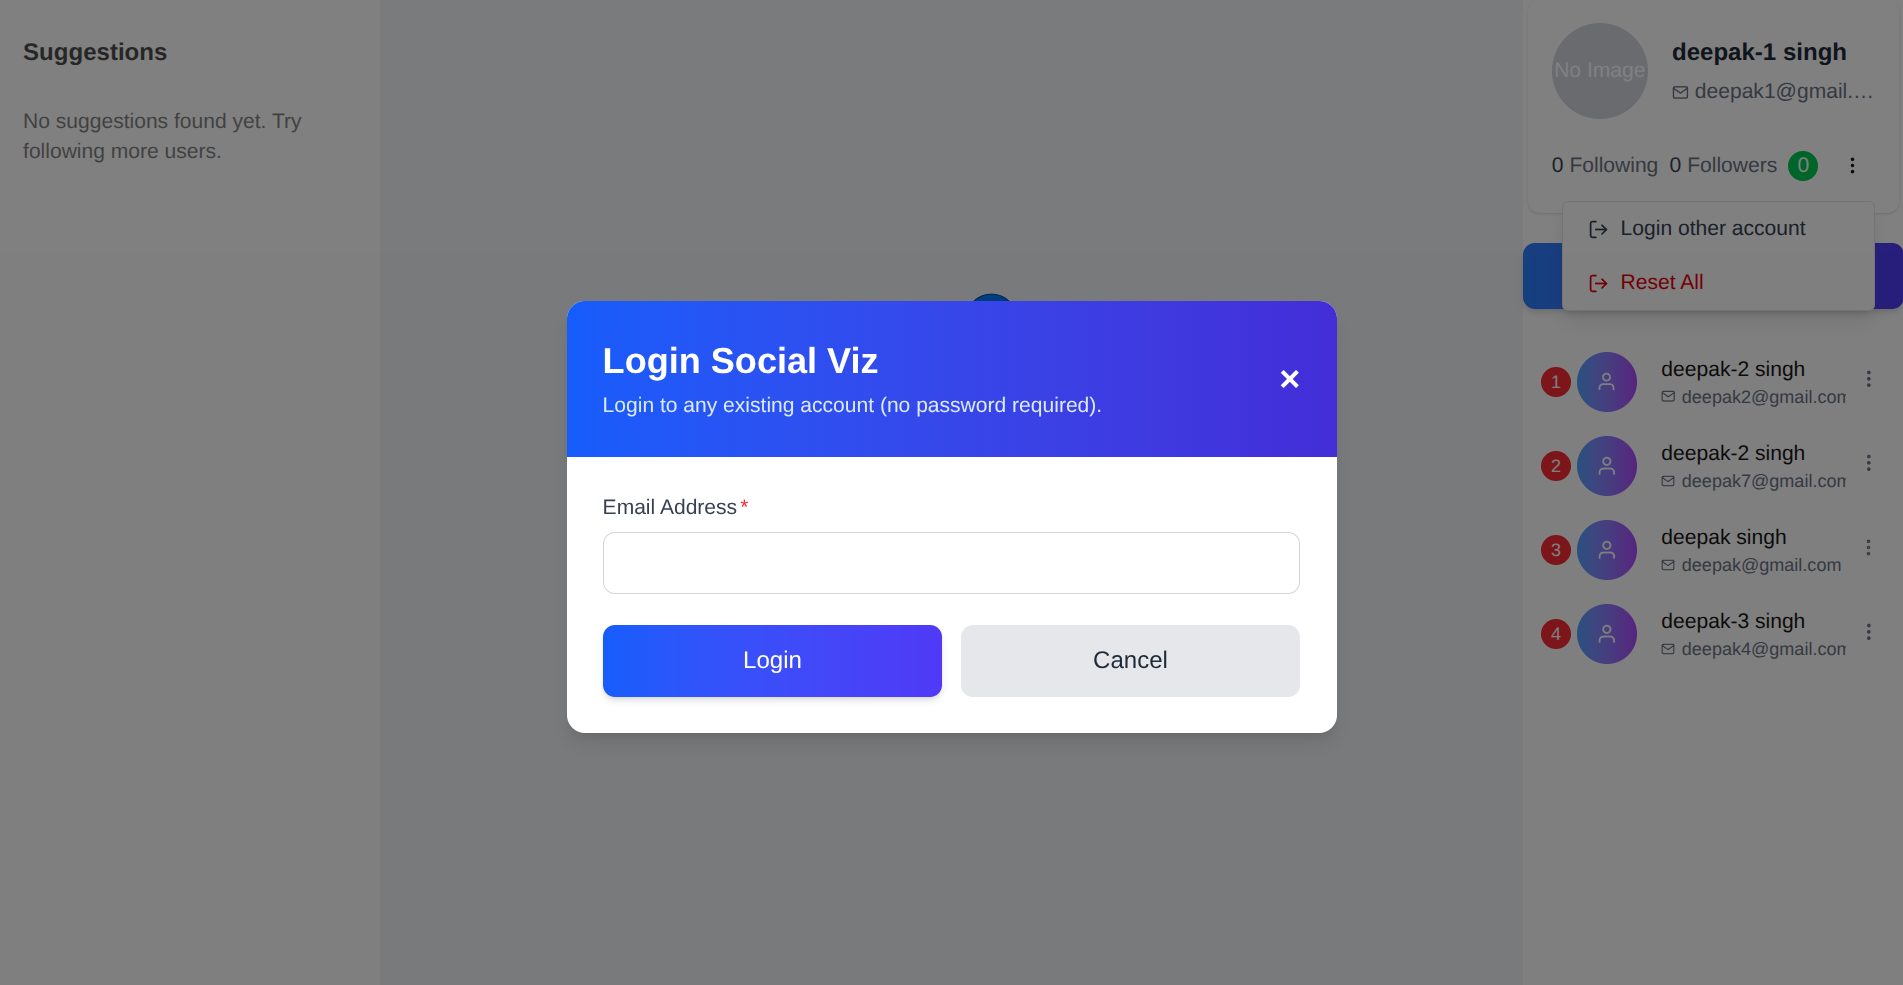 Suggestions
No suggestions found yet. Try
following more users.
Login Social Viz
Login to any existing account (no password required).
×
Email Address*
Login
Cancel
No Image
deepak-1 singh
deepak1@gmail.…
0 Following 0 Followers 0
Login other account
Reset All
1
deepak-2 singh
deepak2@gmail.com
2
deepak-2 singh
deepak7@gmail.com
3
deepak singh
deepak@gmail.com
4
deepak-3 singh
deepak4@gmail.com